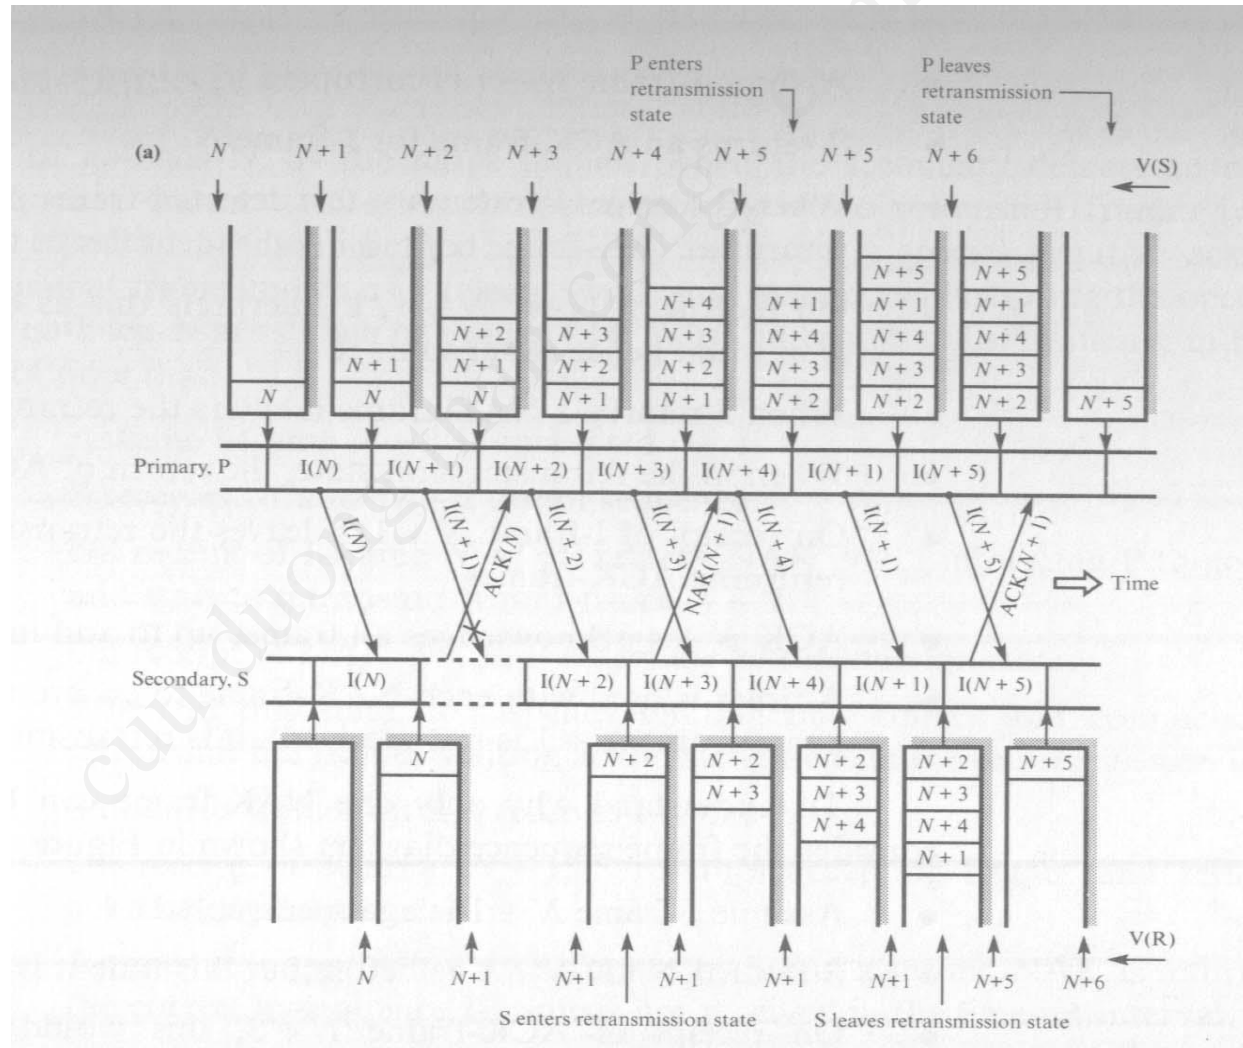 P enters
retransmission
state
P leaves
retransmission
state
(a) N N + 1 N + 2 N + 3 N + 4 N + 5 N + 5 N + 6 V(S)
N
N + 1
N
N + 2
N + 1
N
N + 3
N + 2
N + 1
N + 4
N + 3
N + 2
N + 1
N + 1
N + 4
N + 3
N + 2
N + 5
N + 1
N + 4
N + 3
N + 2
N + 5
N + 1
N + 4
N + 3
N + 2
N + 5
Primary, P I(N) I(N + 1) I(N + 2) I(N + 3) I(N + 4) I(N + 1) I(N + 5)
I(N) I(N + 1) ACK(N) I(N + 2) I(N + 3) NAK(N + 1) I(N + 4) I(N + 1) I(N + 5) ACK(N + 1)
Time
Secondary, S I(N) I(N + 2) I(N + 3) I(N + 4) I(N + 1) I(N + 5)
N
N + 2
N + 2
N + 3
N + 2
N + 3
N + 4
N + 2
N + 3
N + 4
N + 1
N + 5
V(R)
N N+1 N+1 N+1 N+1 N+1 N+5 N+6
S enters retransmission state S leaves retransmission state
cuu duong than cong